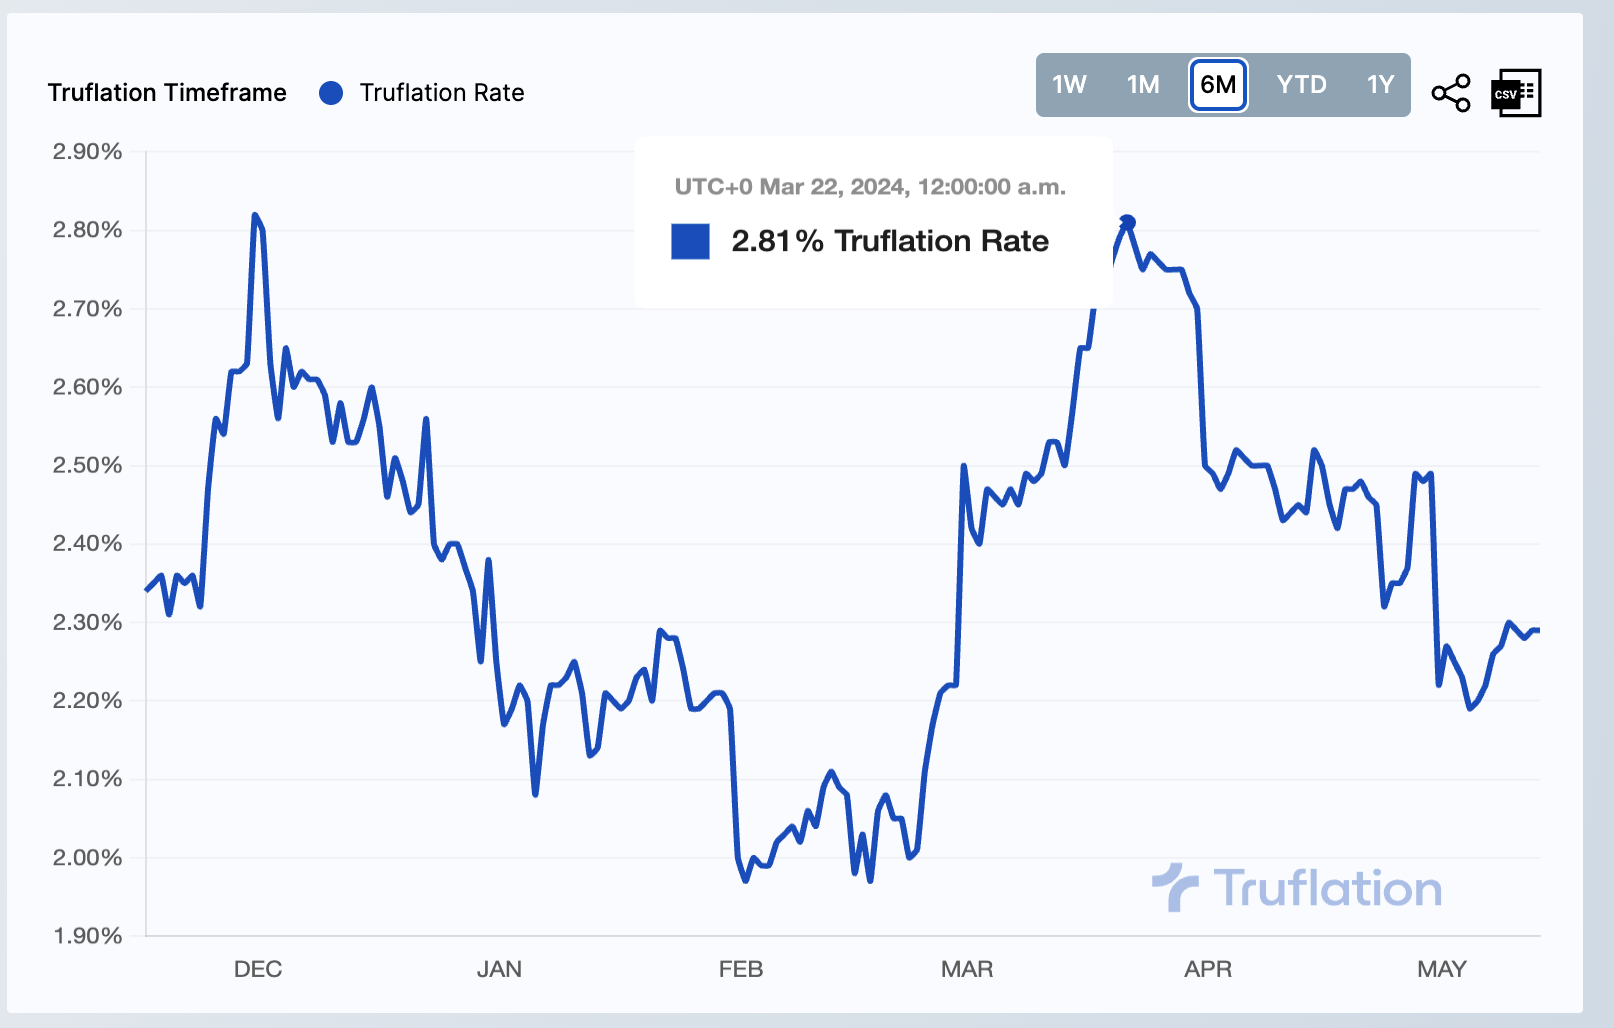 Truflation Timeframe Truflation Rate 1W 1M 6M YTD 1Y
CSV
2.90%
UTC+0 Mar 22, 2024, 12:00:00 a.m.
2.81% Truflation Rate
2.80%
2.70%
2.60%
2.50%
2.40%
2.30%
2.20%
2.10%
2.00%
Truflation
1.90%
DEC JAN FEB MAR APR MAY